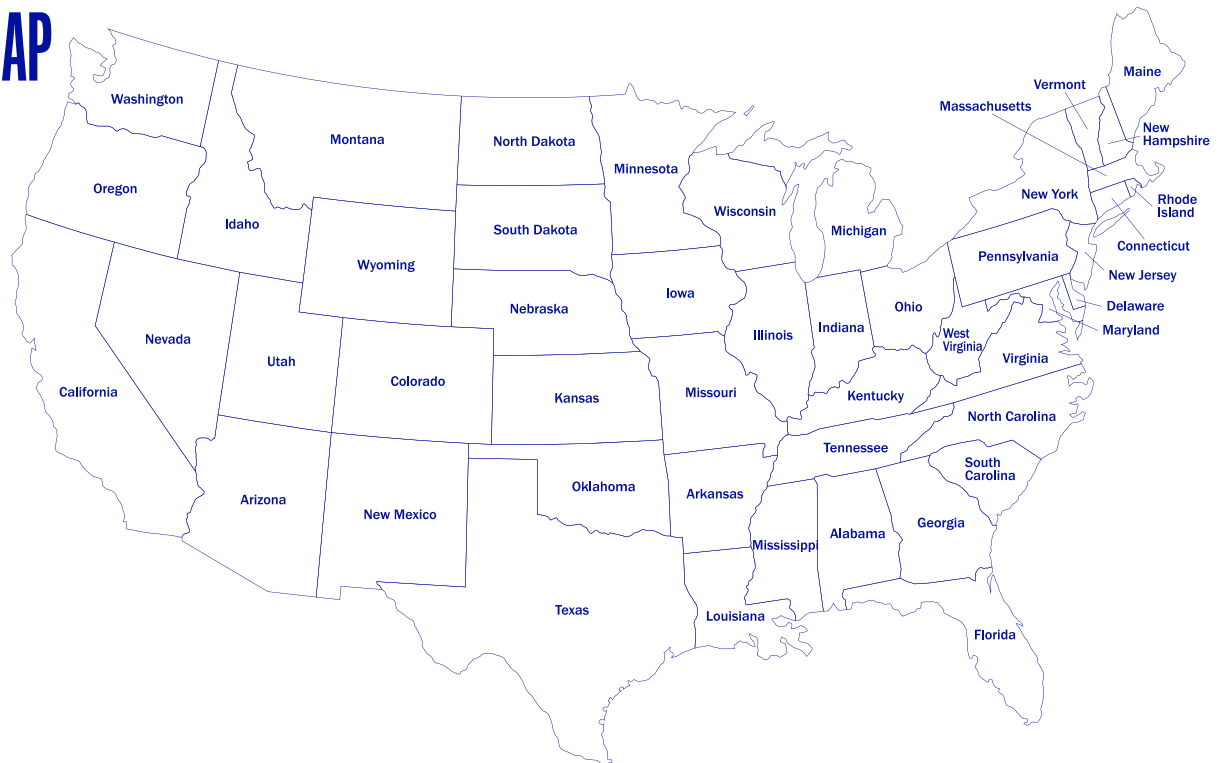 AP
Maine
Vermont
Massachusetts
Washington
New
Hampshire
Montana
North Dakota
Minnesota
Oregon
New York
Rhode
Island
Idaho
Wisconsin
South Dakota
Michigan
Connecticut
Wyoming
Pennsylvania
New Jersey
Iowa
Nebraska
Ohio
Delaware
Maryland
Nevada
Illinois
Indiana
West
Virginia
Virginia
Utah
Colorado
California
Kansas
Missouri
Kentucky
North Carolina
Tennessee
South
Carolina
Arizona
Oklahoma
Arkansas
New Mexico
Georgia
Alabama
Mississippi
Texas
Louisiana
Florida